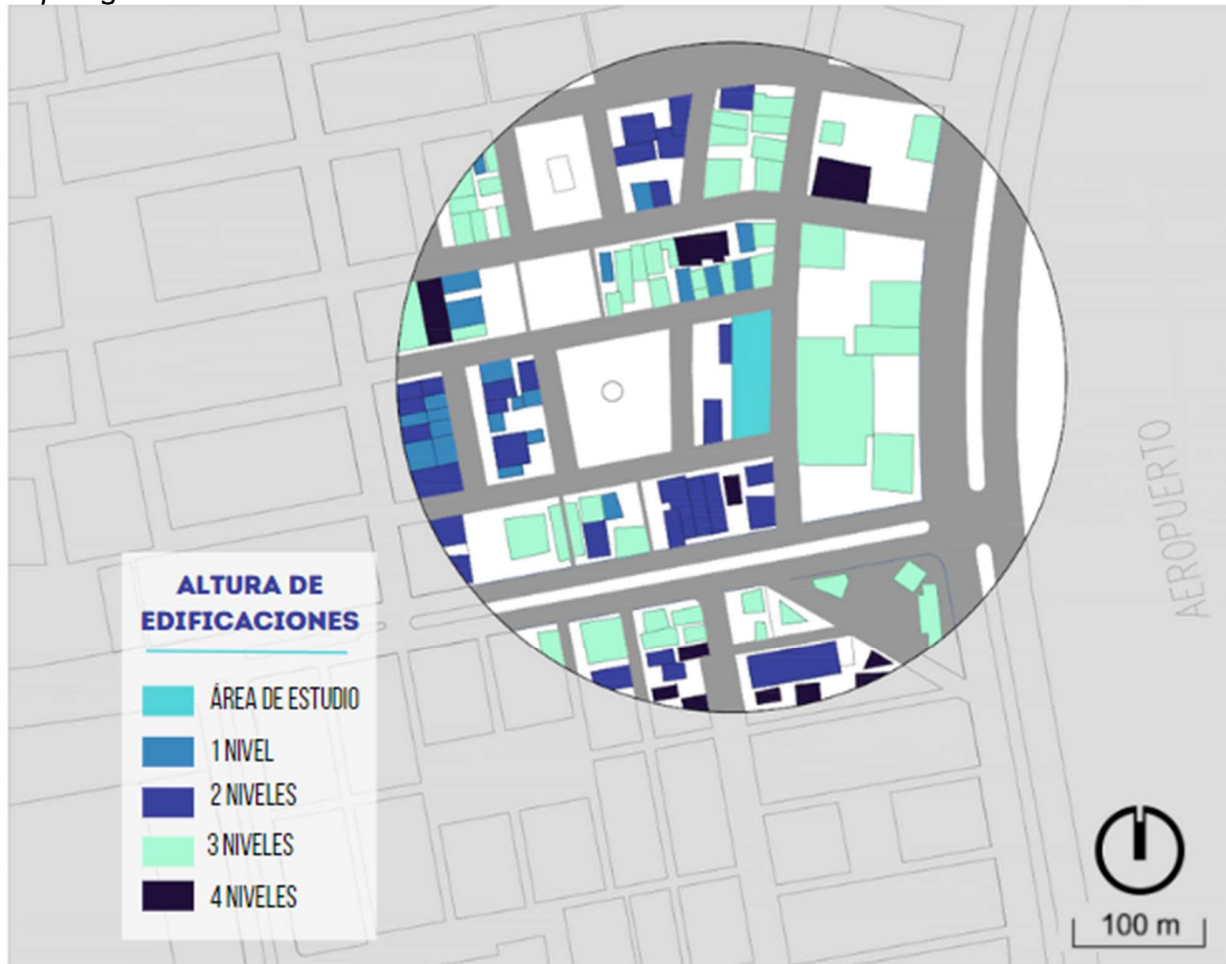 ALTURA DE
EDIFICACIONES
ÁREA DE ESTUDIO
1 NIVEL
2 NIVELES
3 NIVELES
4 NIVELES
AEROPUERTO
100 m